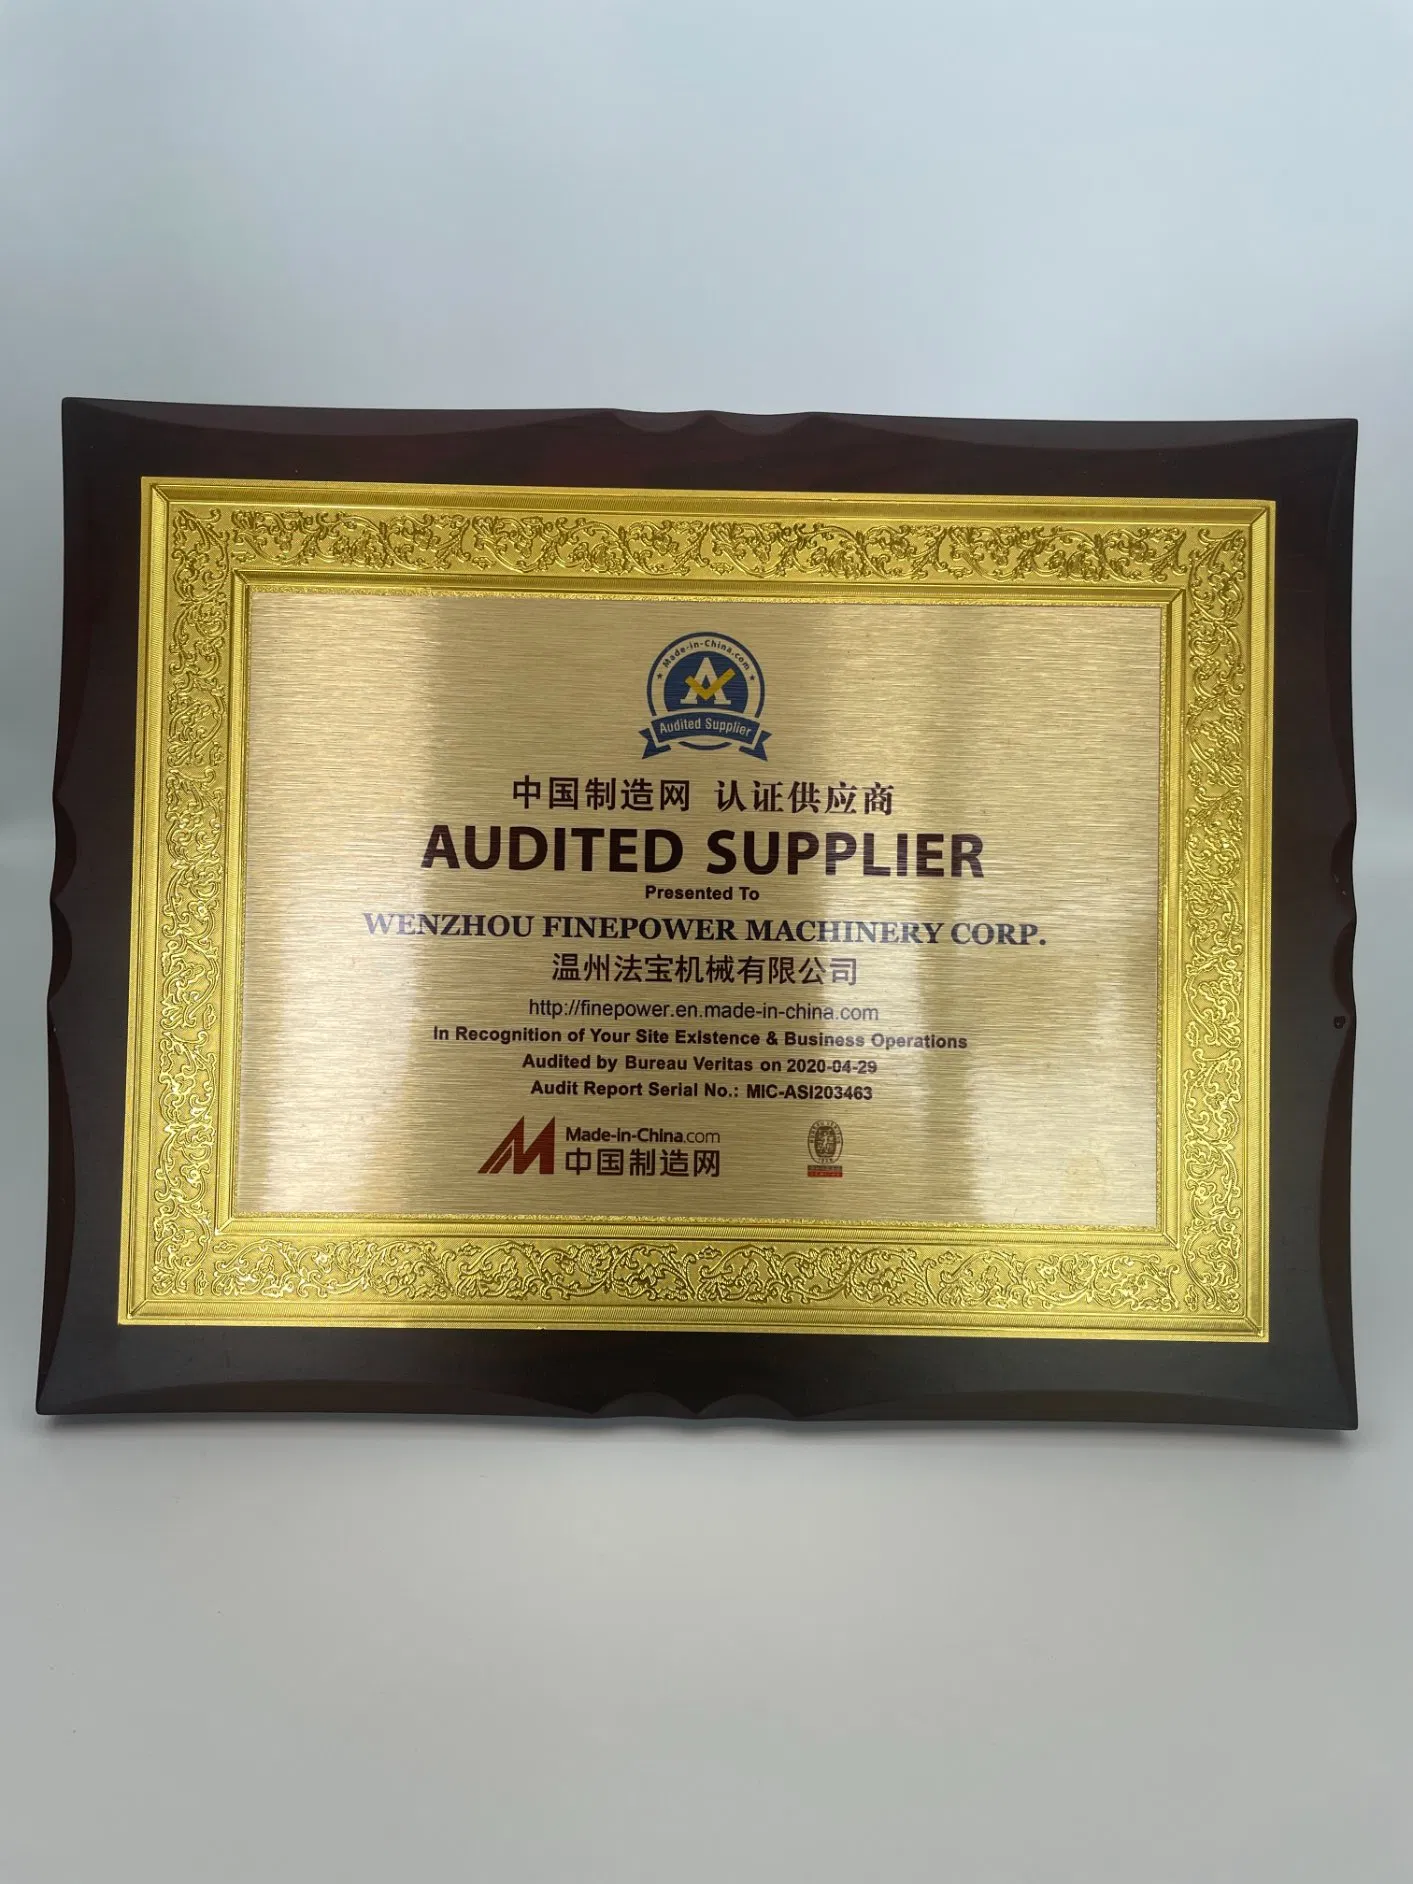 Made-in-China.com
A
Audited Supplier
中国制造网 认证供应商
AUDITED SUPPLIER
Presented To
WENZHOU FINEPOWER MACHINERY CORP.
温州法宝机械有限公司
http://finepower.en.made-in-china.com
In Recognition of Your Site ExIstence & Business Operations
Audited by Bureau Veritas on 2020-04-29
Audit Report Serial No.: MIC-ASI203463
Made-in-China.com
中国制造网